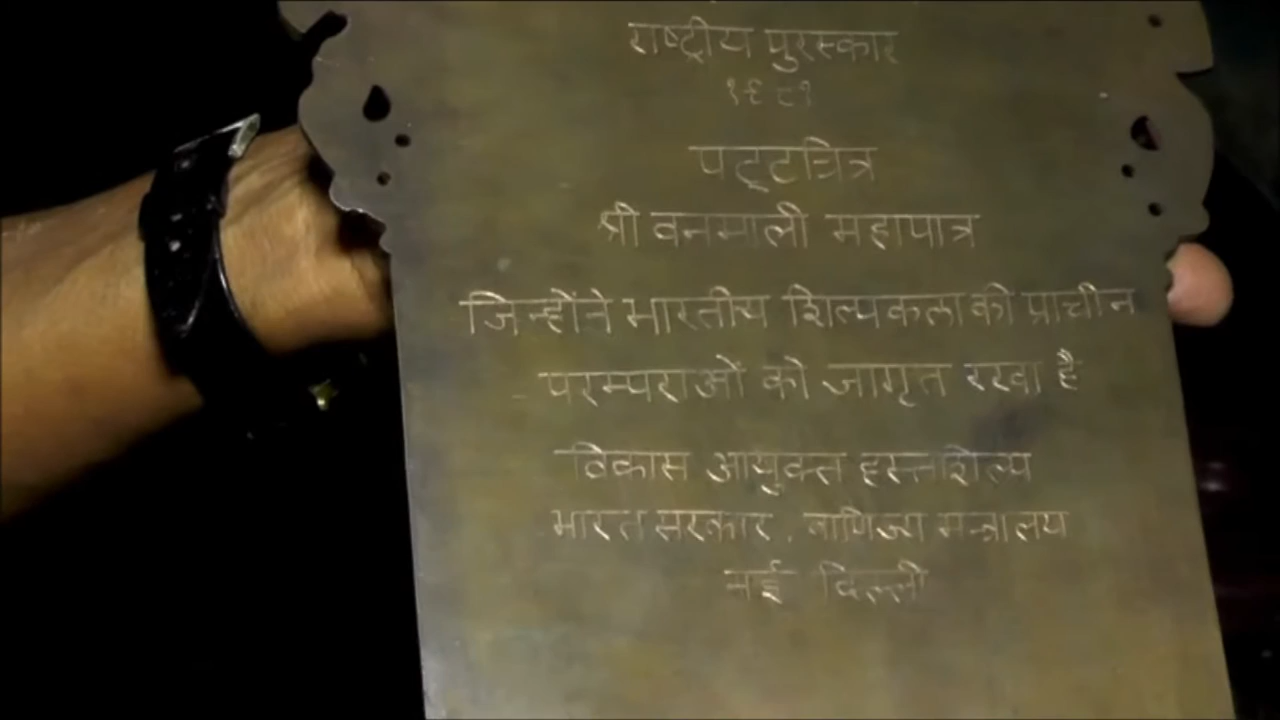 राष्ट्रीय पुरस्कार
१९८१
पट्टचित्र
श्री वनमाली महापात्र
जिन्होंने भारतीय शिल्पकला की प्राचीन
परम्पराओं को जागृत रखा है
विकास आयुक्त हस्तशिल्प
भारत सरकार, वाणिज्य मन्त्रालय
नई दिल्ली